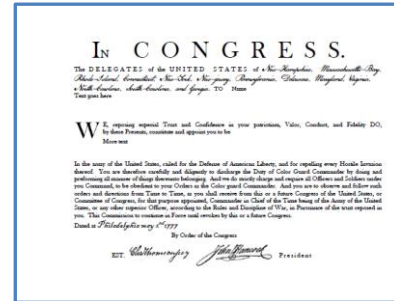 IN CONGRESS.
The DELEGATES of the UNITED STATES of New-Hampshire, Massachusetts-Bay,
Rhode-Island, Connecticut, New-York, New-jersey, Pennsylvania, Delaware, Maryland, Virginia,
North-Carolina, South-Carolina, and Georgia. TO Name
Text goes here
WE, reposing especial Trust and Confidence in your patriotism, Valor, Conduct, and Fidelity DO,
by these Presents, constitute and appoint you to be
More text
In the army of the United States, called for the Defense of American Liberty, and for repelling every Hostile Invasion
thereof. You are therefore carefully and diligently to discharge the Duty of Color Guard Commander by doing and
performing all manner of things thereunto belonging. And we do strictly charge and require all Officers and Soldiers under
you Command, to be obedient to your Orders as the Color guard Commander. And you are to observe and follow such
orders and directions from Time to Time, as you shall receive from this or a future Congress of the United States, or
Committee of Congress, for that purpose appointed, Commander in Chief of the Time being of the Army of the United
States, or any other superior Officer, according to the Rules and Discipline of War, in Pursuance of the trust reposed in
you. This Commission to continue in Force until revokes by this or a future Congress.
Dated at Philadelphia may 1st 1777
By Order of the Congress
EST. Cha Thomson secy John Hancock President